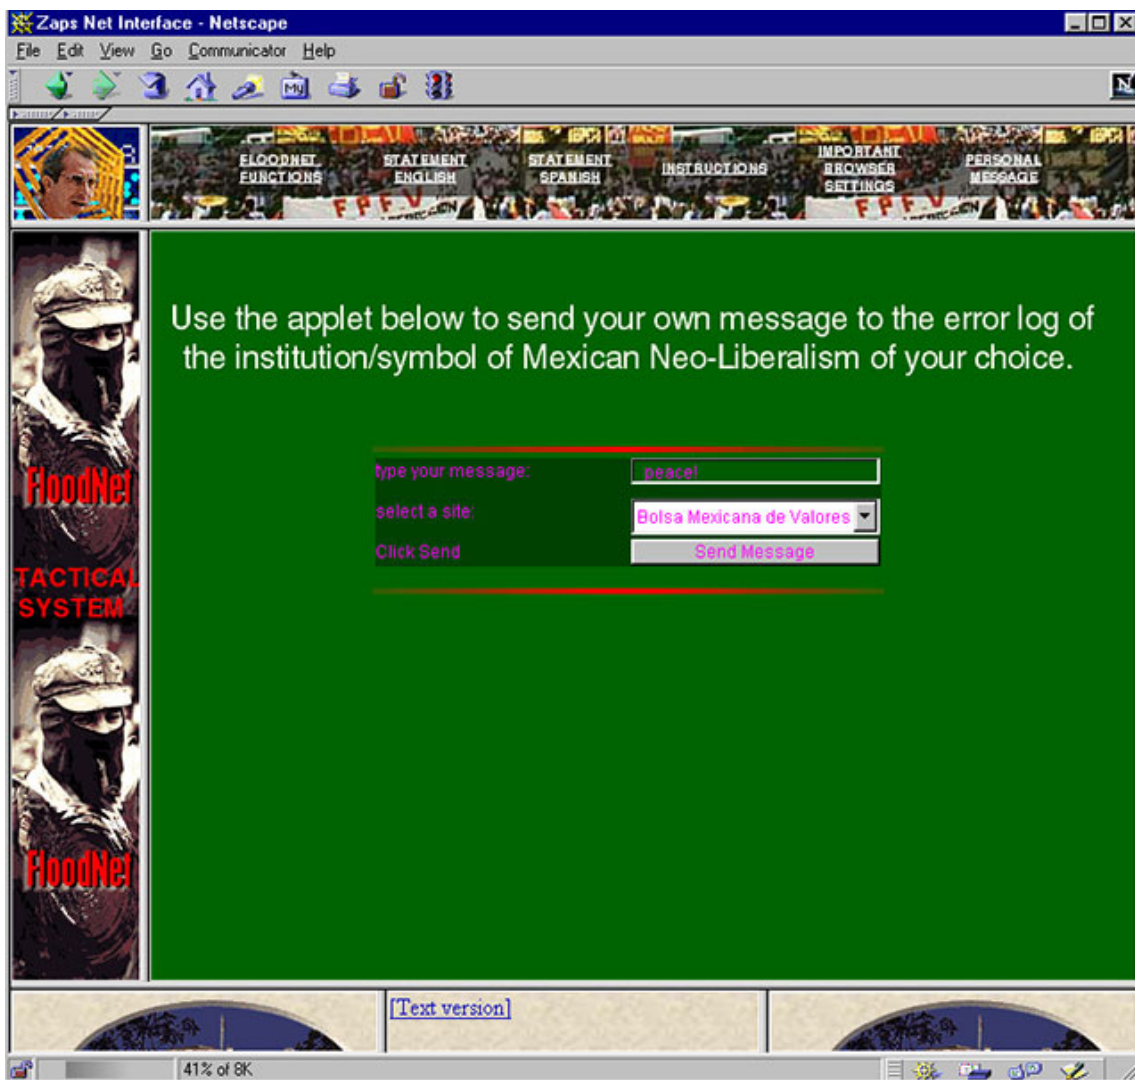 Zaps Net Interface - Netscape
File Edit View Go Communicator Help
My
N
FLOODNET FUNCTIONS
STATEMENT ENGLISH
STATEMENT SPANISH
INSTRUCTIONS
IMPORTANT BROWSER SETTINGS
PERSONAL MESSAGE
F P F V
F P F V
Use the applet below to send your own message to the error log of
the institution/symbol of Mexican Neo-Liberalism of your choice.
type your message: peace!
select a site: Bolsa Mexicana de Valores
Click Send Send Message
FloodNet
TACTICAL
SYSTEM
FloodNet
[Text version]
41% of 8K